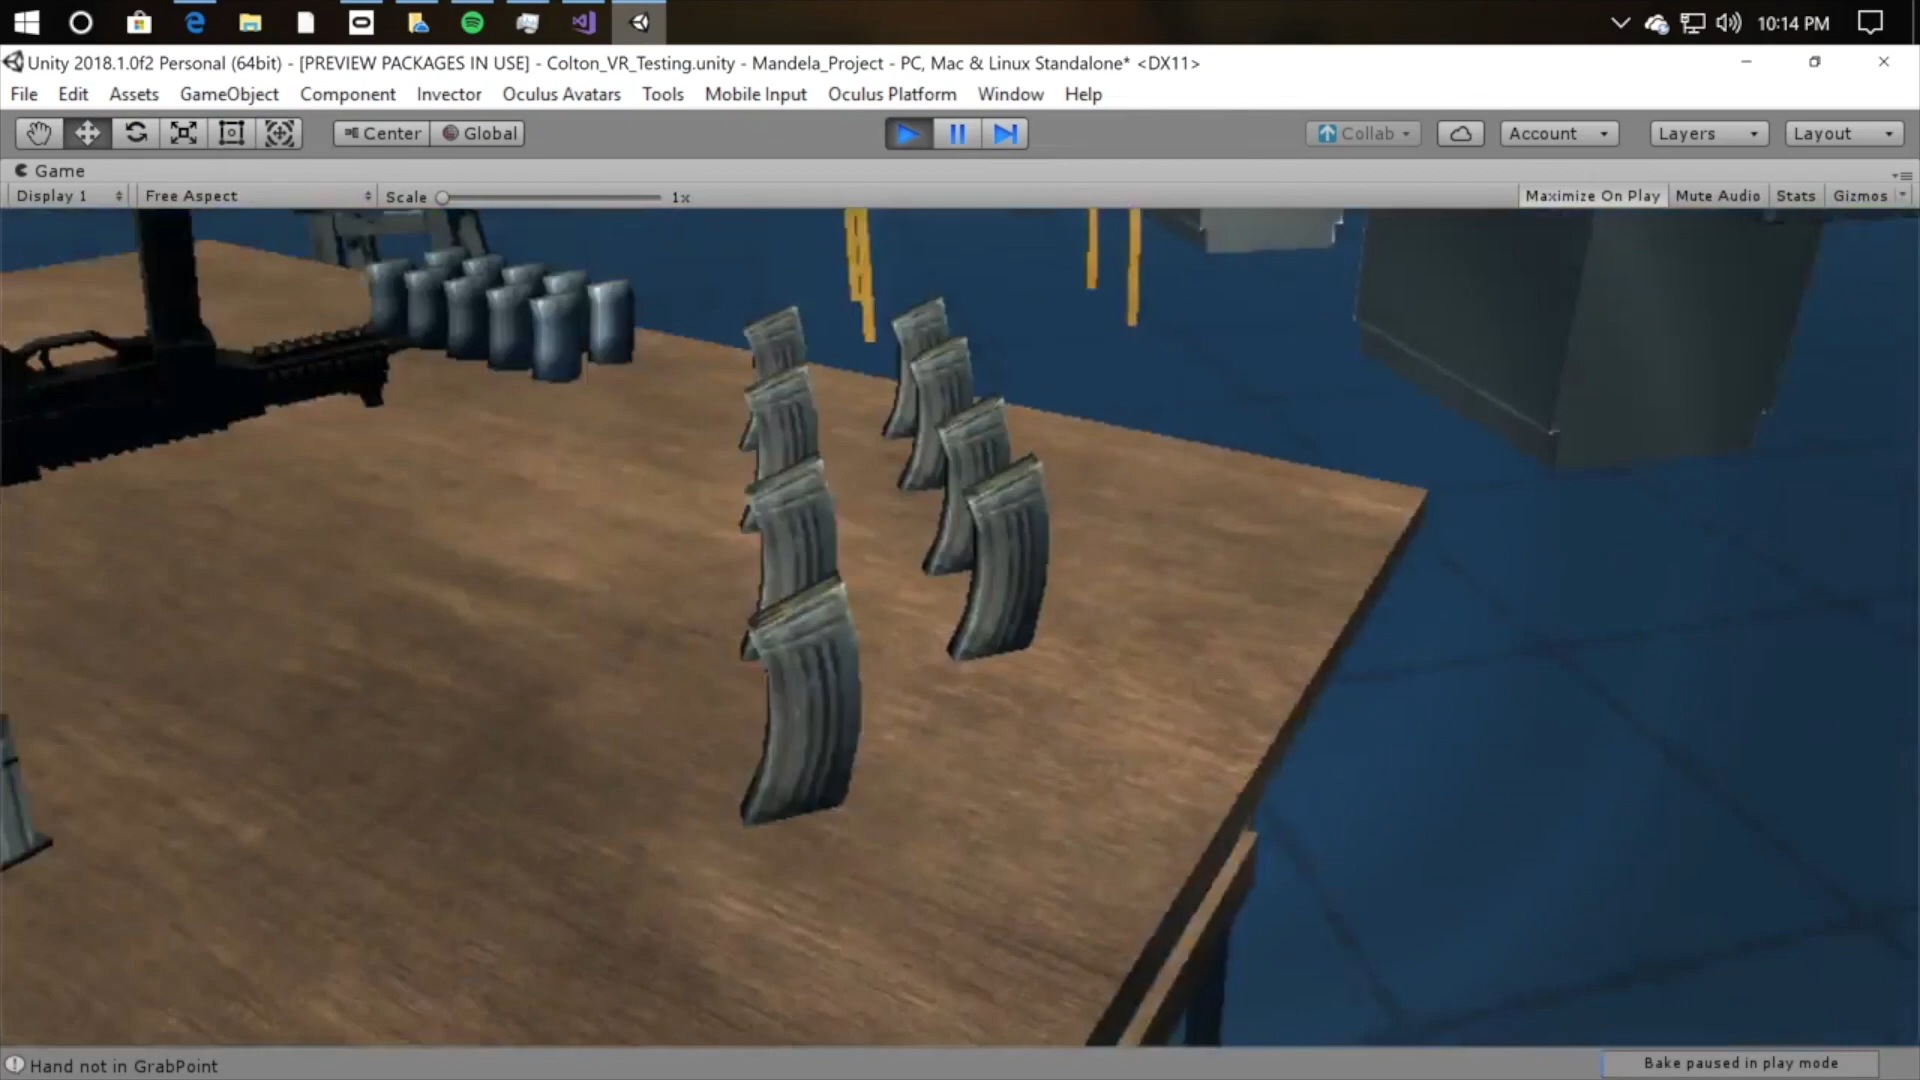 10:14 PM
Unity 2018.1.0f2 Personal (64bit) - [PREVIEW PACKAGES IN USE] - Colton_VR_Testing.unity - Mandela_Project - PC, Mac & Linux Standalone* <DX11>
File Edit Assets GameObject Component Invector Oculus Avatars Tools Mobile Input Oculus Platform Window Help
Center Global Collab Account Layers Layout
Game
Display 1 Free Aspect Scale 1x Maximize On Play Mute Audio Stats Gizmos
Hand not in GrabPoint Bake paused in play mode